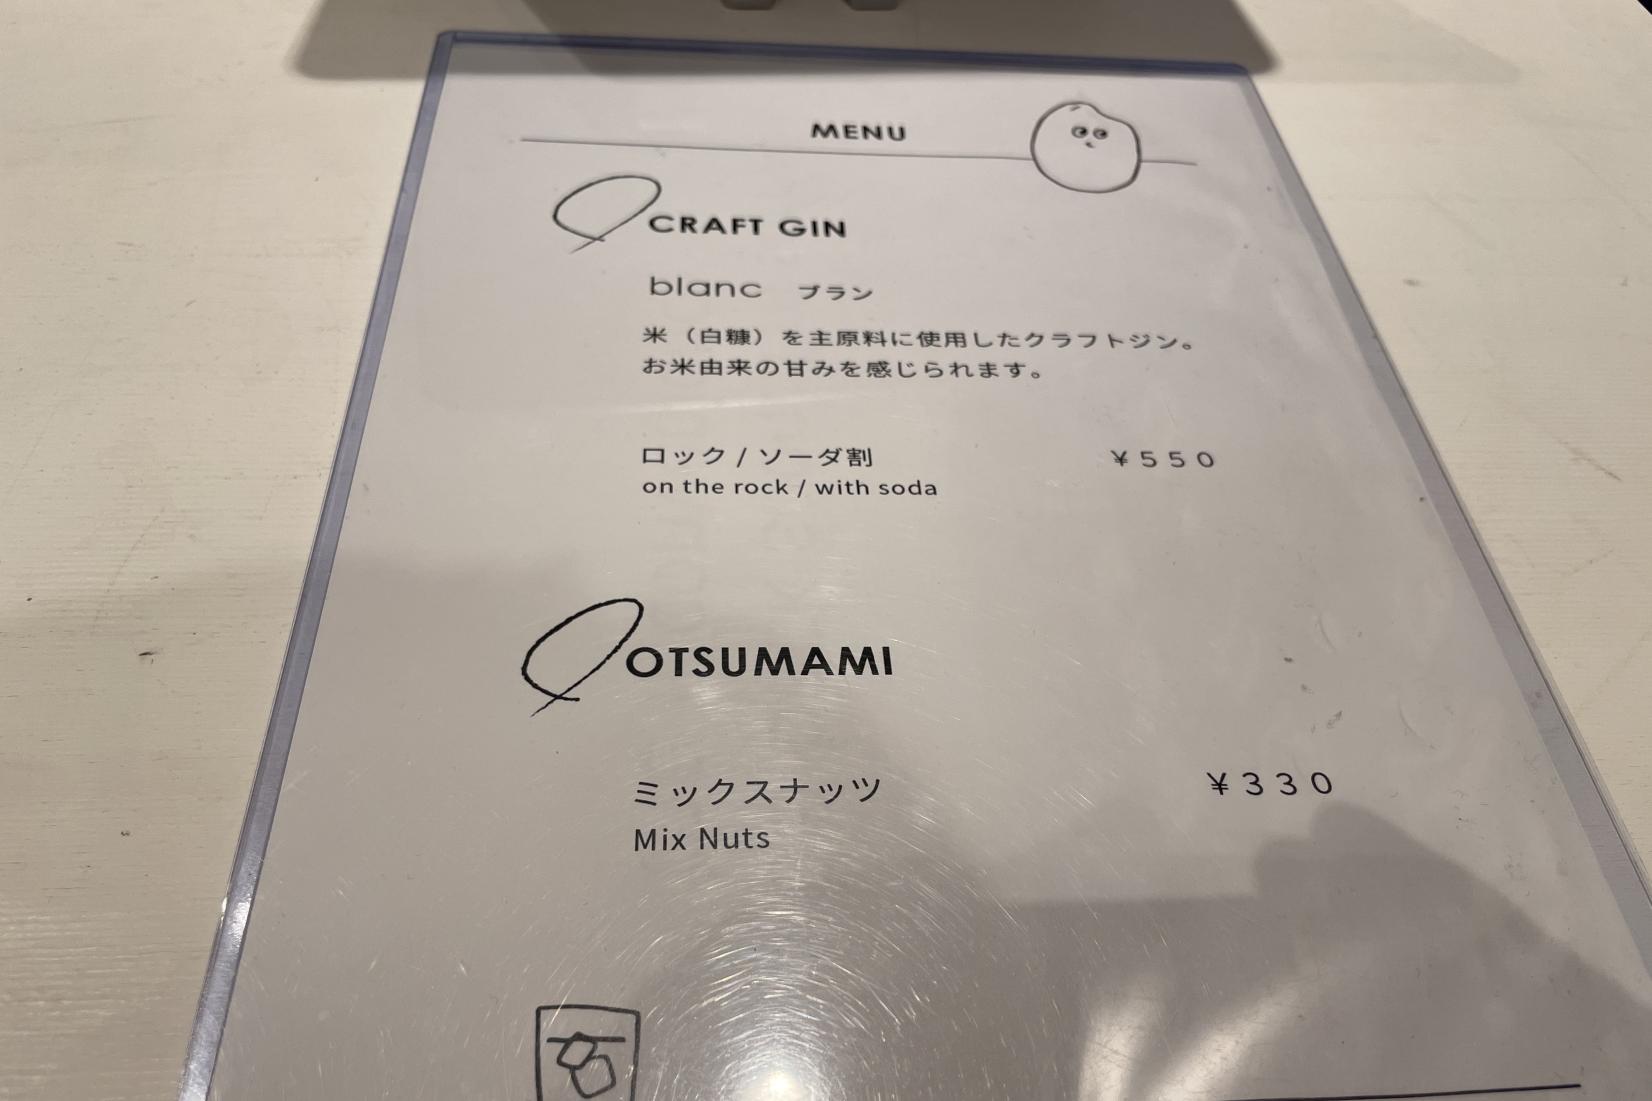 MENU
CRAFT GIN
blanc ブラン
米（白糠）を主原料に使用したクラフトジン。
お米由来の甘みを感じられます。
ロック / ソーダ割 ¥550
on the rock / with soda
OTSUMAMI
ミックスナッツ ¥330
Mix Nuts